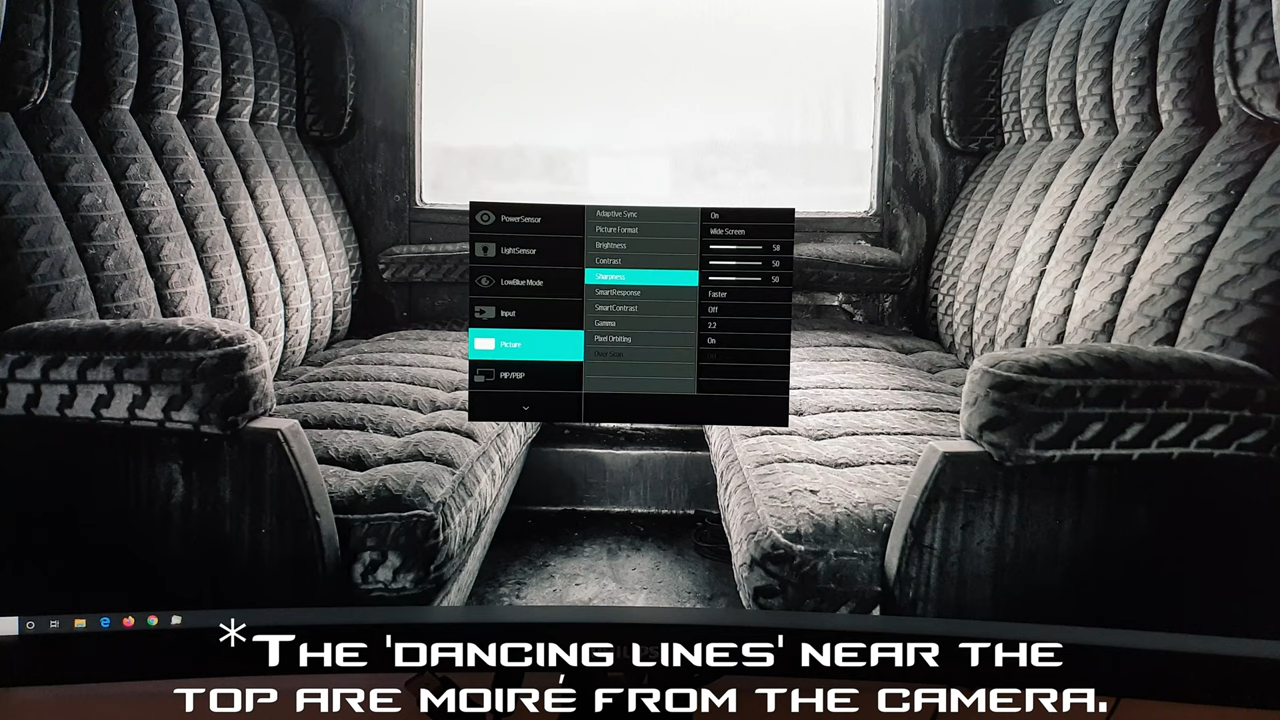 PowerSensor
LightSensor
LowBlue Mode
Input
Picture
PIP/PBP
Adaptive Sync
Picture Format
Brightness
Contrast
Sharpness
SmartResponse
SmartContrast
Gamma
Pixel Orbiting
Over Scan
On
Wide Screen
58
50
50
Faster
Off
2.2
On
*THE 'DANCING LINES' NEAR THE
TOP ARE MOIRÉ FROM THE CAMERA.